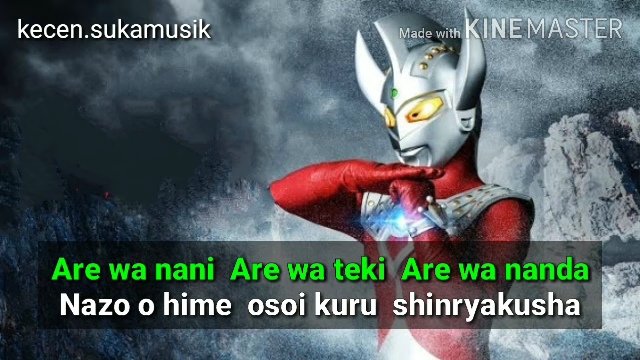 kecen.sukamusik
Made with KINEMASTER
Are wa nani Are wa teki Are wa nanda
Nazo o hime osoi kuru shinryakusha